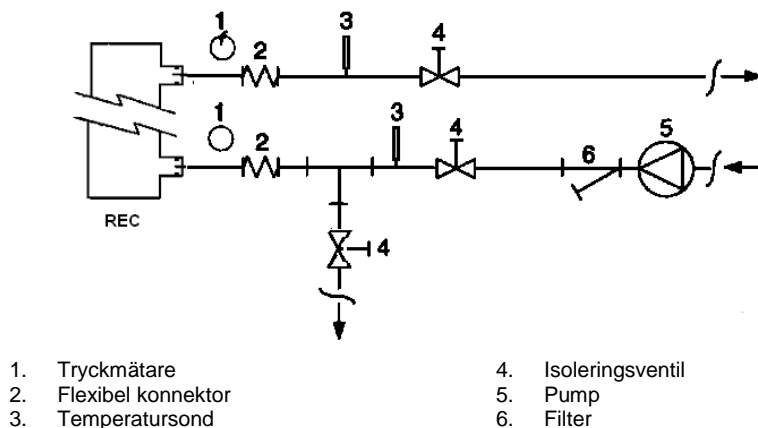 1
2
3
4
1
2
3
4
6
5
4
REC
1. Tryckmätare
2. Flexibel konnektor
3. Temperatursond
4. Isoleringsventil
5. Pump
6. Filter